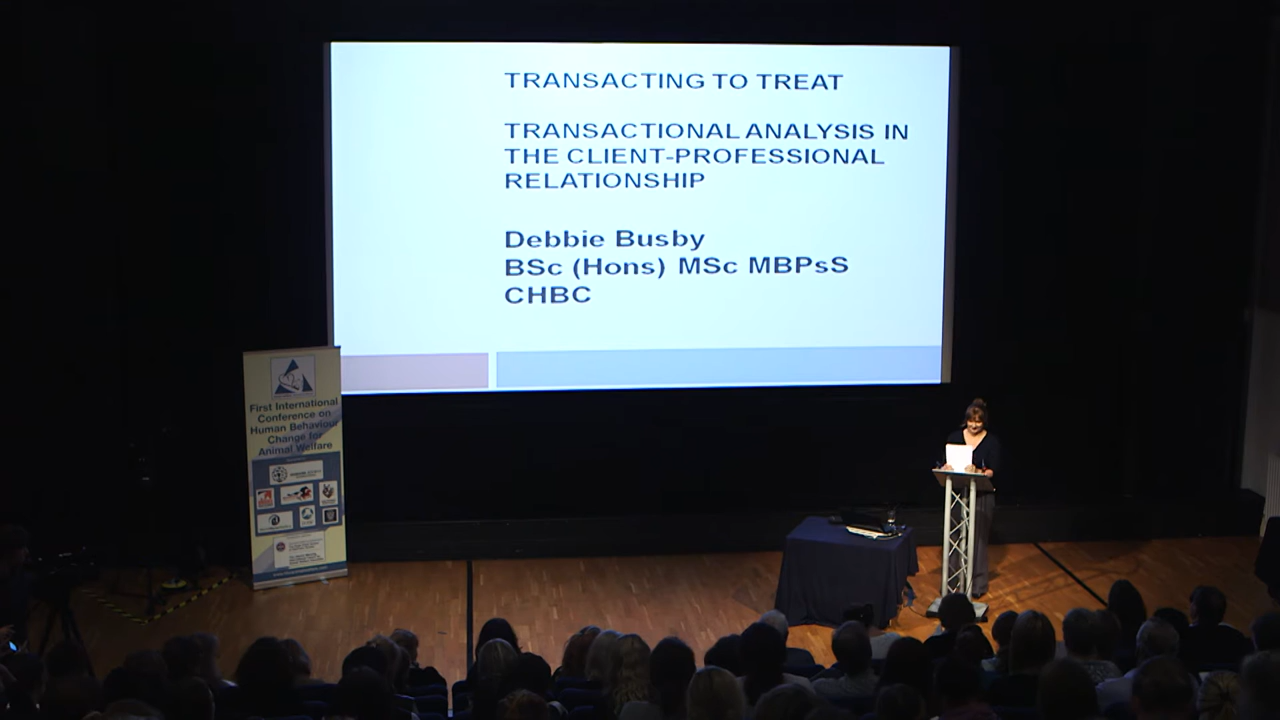 TRANSACTING TO TREAT
TRANSACTIONAL ANALYSIS IN
THE CLIENT-PROFESSIONAL
RELATIONSHIP
Debbie Busby
BSc (Hons) MSc MBPsS
CHBC
First International
Conference on
Human Behaviour
Change for
Animal Welfare